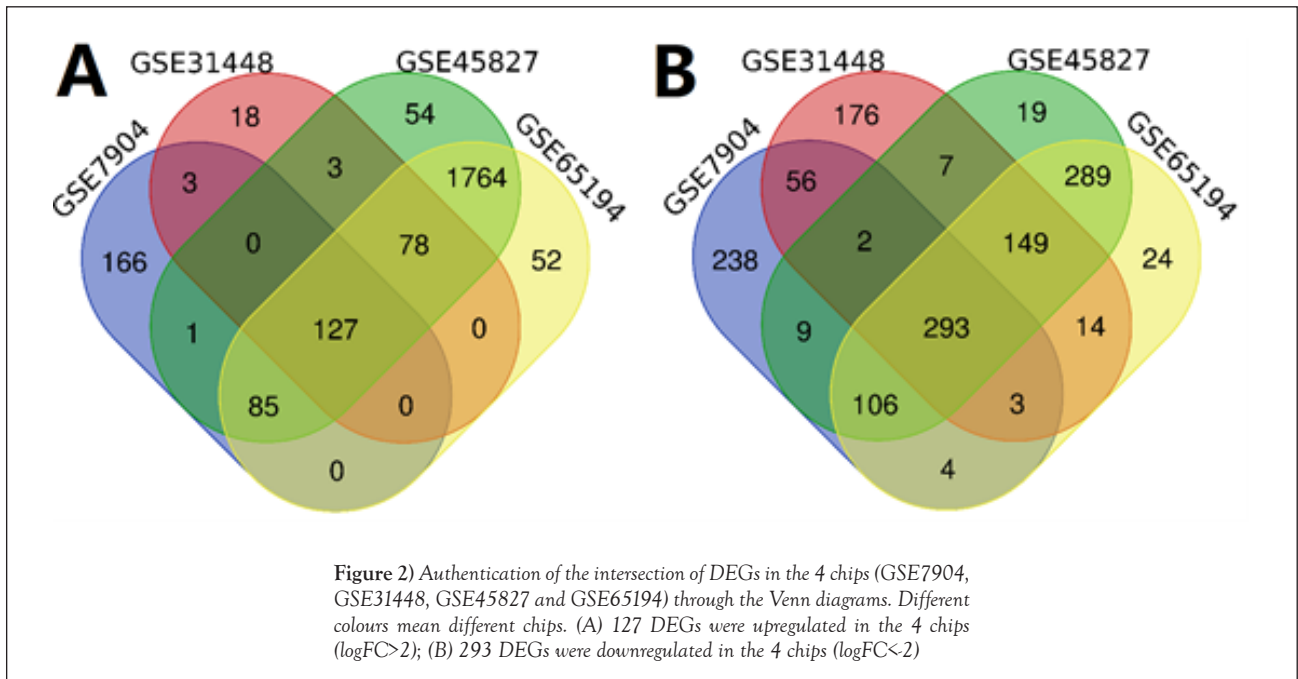 A
GSE31448
GSE45827
GSE7904
GSE65194
18
54
3
3
1764
166
0
78
52
1
127
0
85
0
0
B
GSE31448
GSE45827
GSE7904
GSE65194
176
19
56
7
289
238
2
149
24
9
293
14
106
3
4
Figure 2) Authentication of the intersection of DEGs in the 4 chips (GSE7904,
GSE31448, GSE45827 and GSE65194) through the Venn diagrams. Different
colours mean different chips. (A) 127 DEGs were upregulated in the 4 chips
(logFC>2); (B) 293 DEGs were downregulated in the 4 chips (logFC<-2)